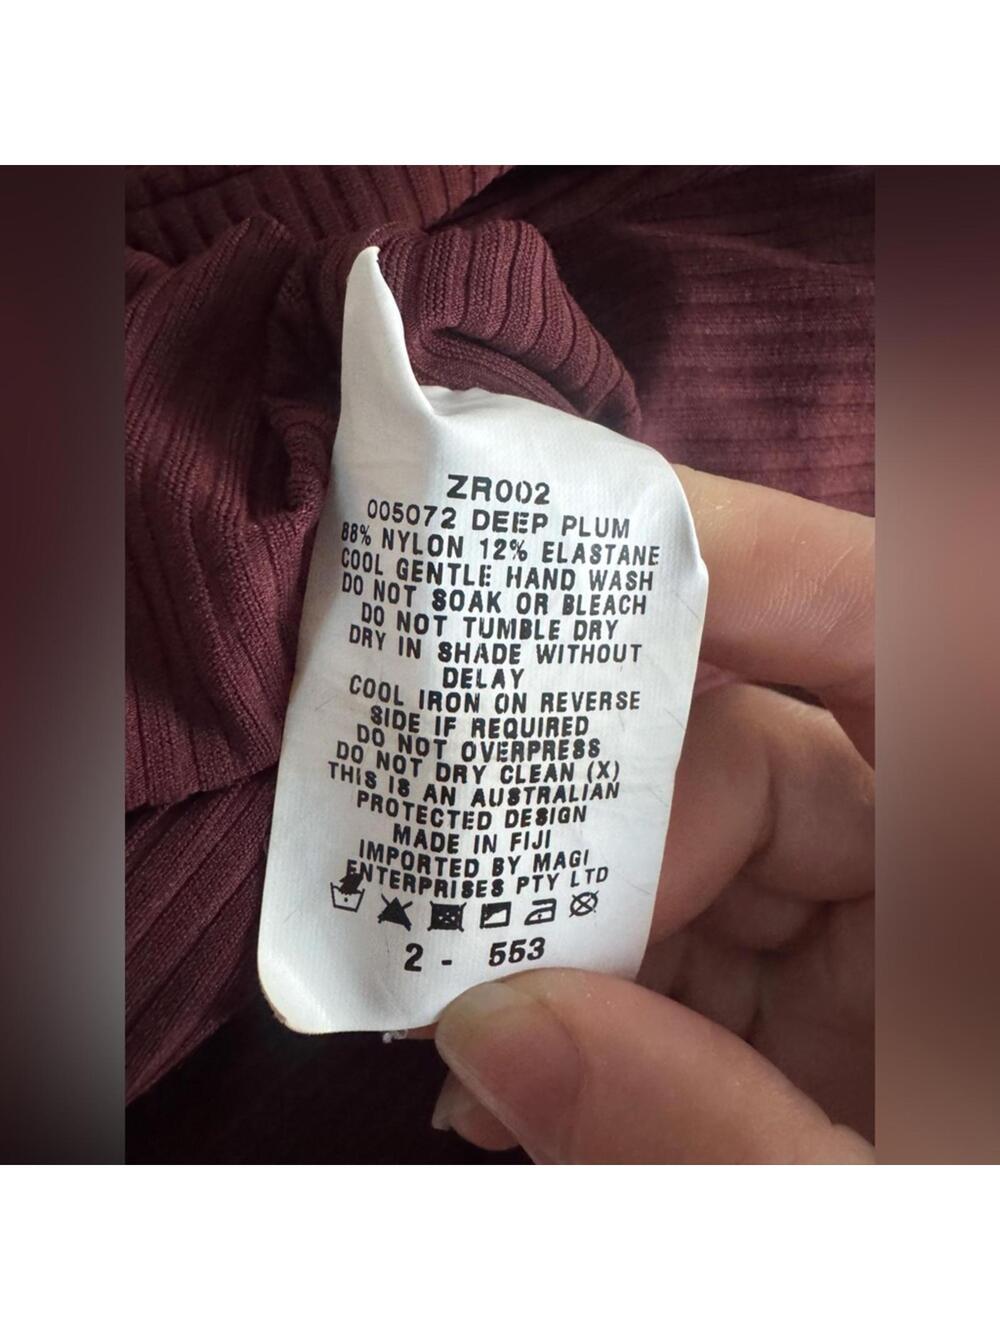 ZR002
005072 DEEP PLUM
88% NYLON 12% ELASTANE
COOL GENTLE HAND WASH
DO NOT SOAK OR BLEACH
DO NOT TUMBLE DRY
DRY IN SHADE WITHOUT
DELAY
COOL IRON ON REVERSE
SIDE IF REQUIRED
DO NOT OVERPRESS
DO NOT DRY CLEAN (X)
THIS IS AN AUSTRALIAN
PROTECTED DESIGN
MADE IN FIJI
IMPORTED BY MAGI
ENTERPRISES PTY LTD
2 - 553